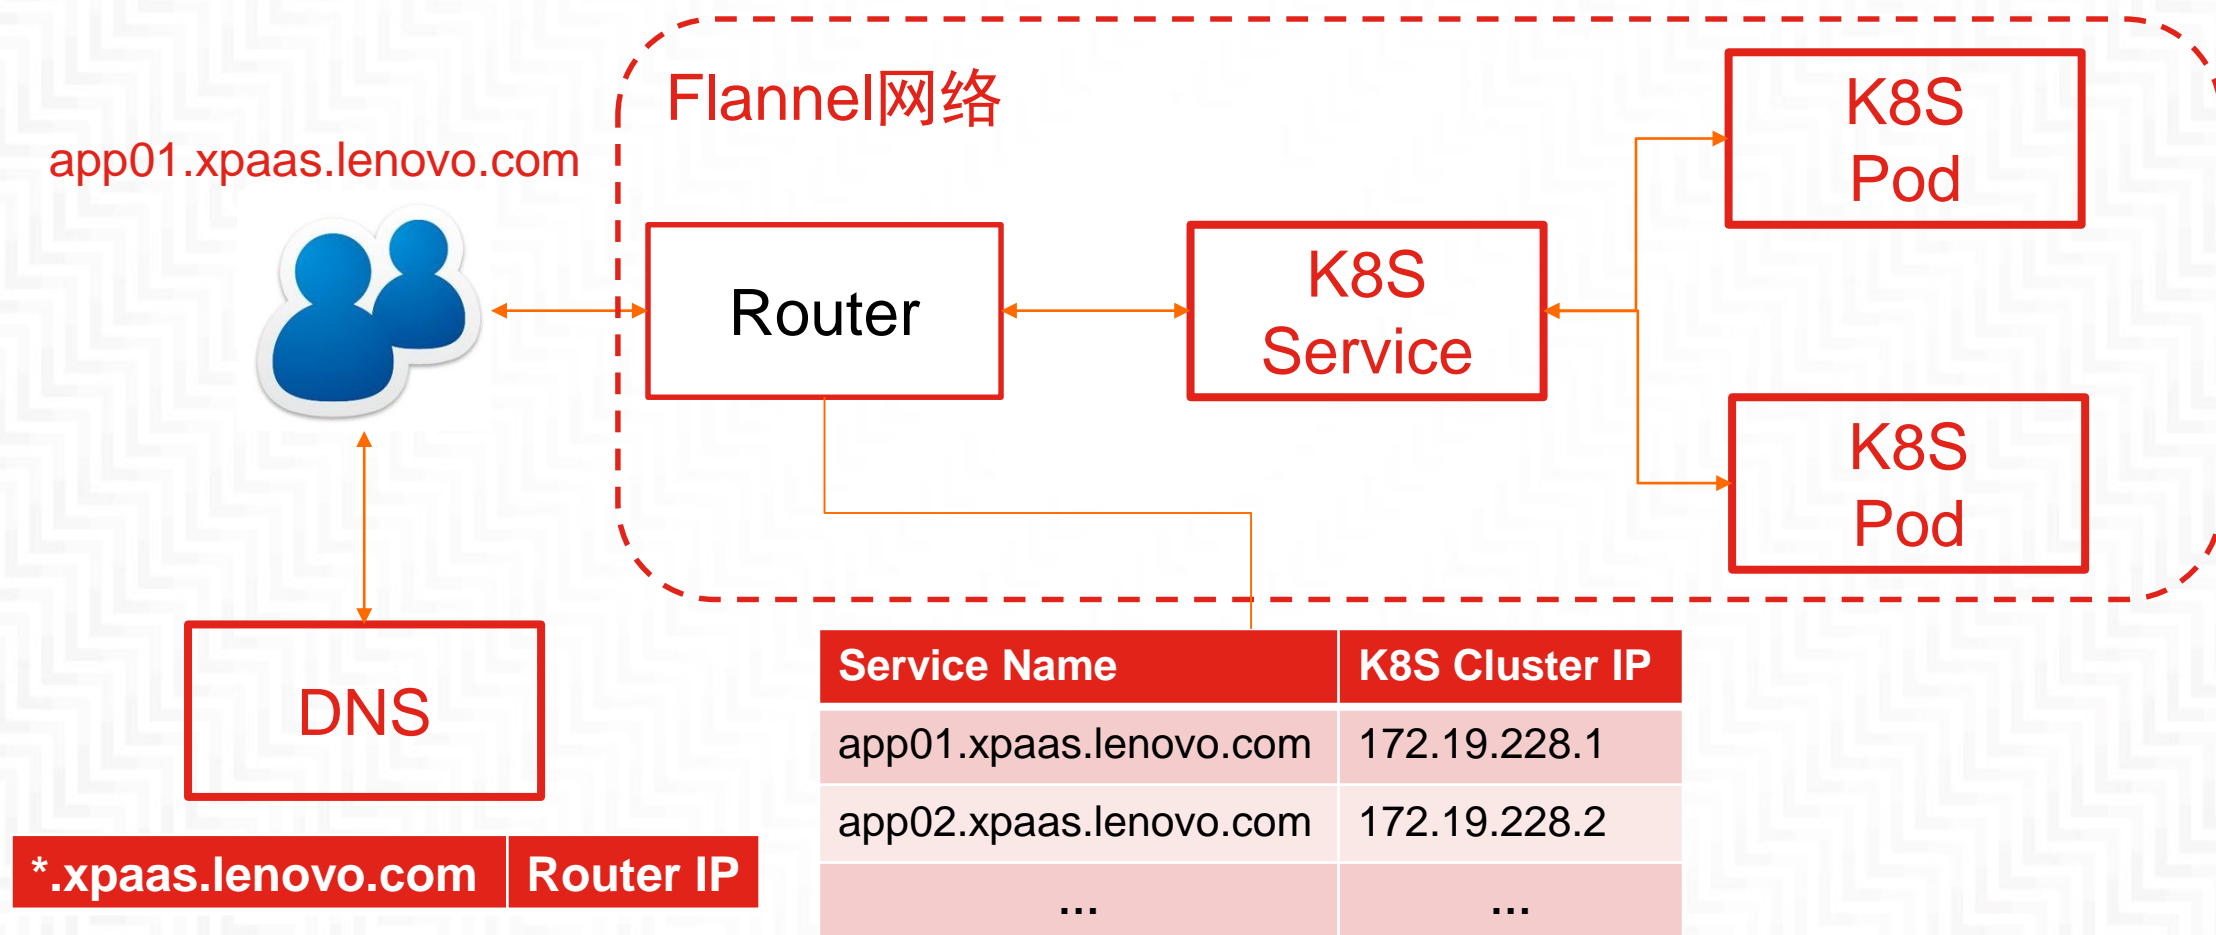 Flannel网络
app01.xpaas.lenovo.com
Router
K8S
Service
K8S
Pod
K8S
Pod
DNS
*.xpaas.lenovo.com Router IP
Service Name K8S Cluster IP
app01.xpaas.lenovo.com 172.19.228.1
app02.xpaas.lenovo.com 172.19.228.2
... ...